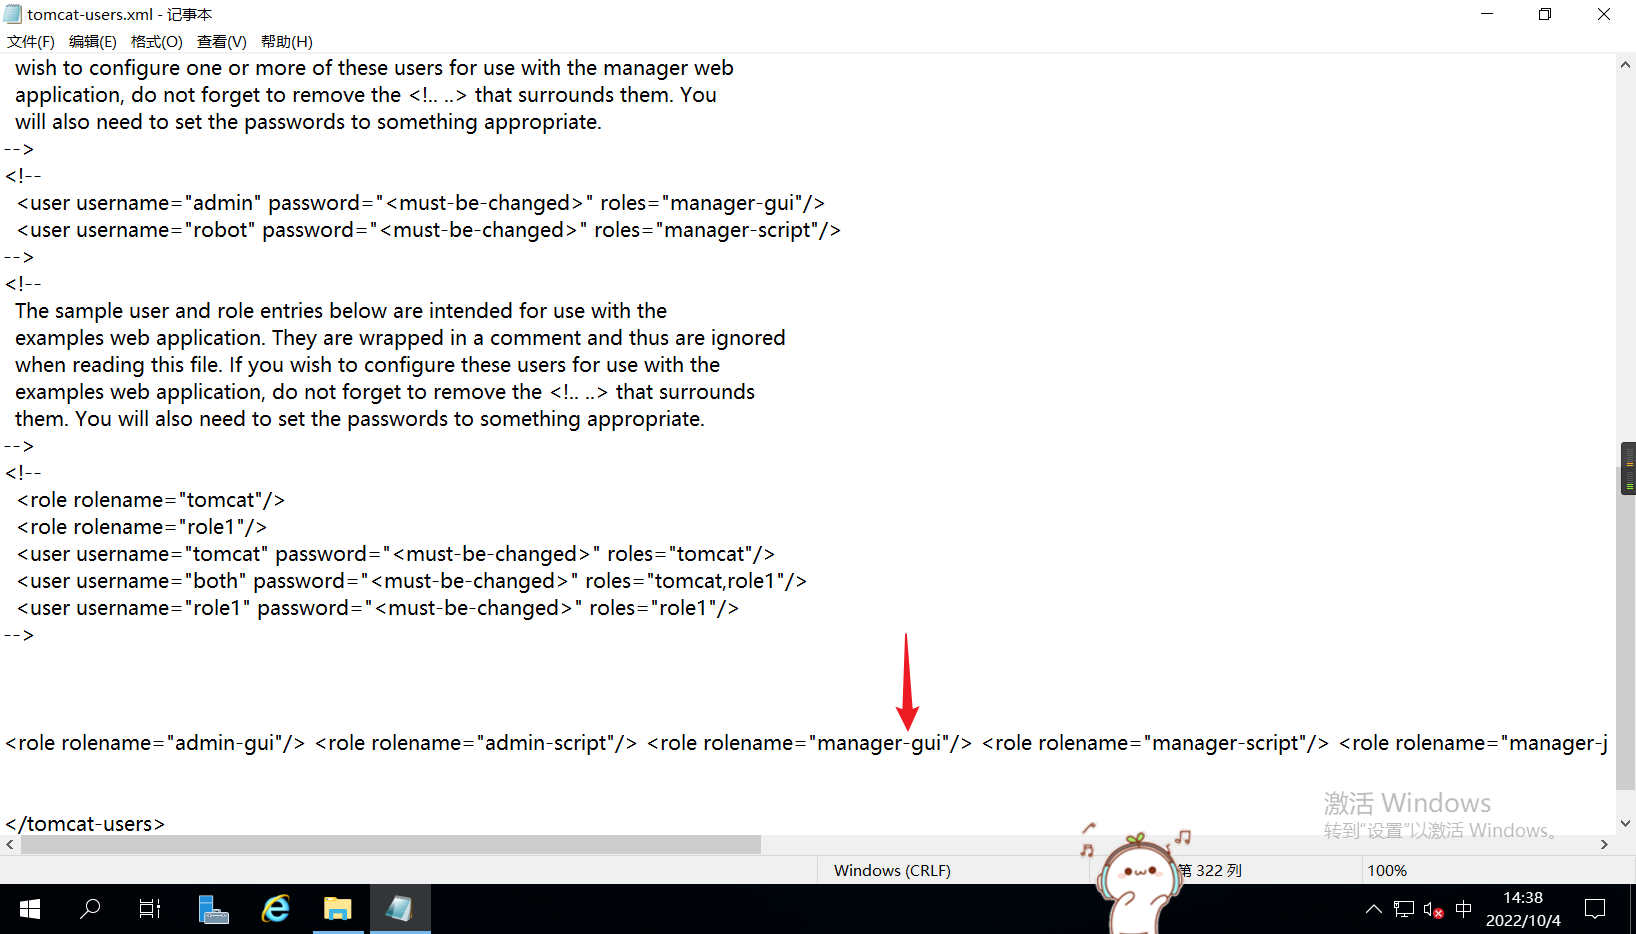 tomcat-users.xml - 记事本
文件(F) 编辑(E) 格式(O) 查看(V) 帮助(H)
wish to configure one or more of these users for use with the manager web
application, do not forget to remove the <!.. ..> that surrounds them. You
will also need to set the passwords to something appropriate.
-->
<!--
<user username="admin" password="<must-be-changed>" roles="manager-gui"/>
<user username="robot" password="<must-be-changed>" roles="manager-script"/>
-->
<!--
The sample user and role entries below are intended for use with the
examples web application. They are wrapped in a comment and thus are ignored
when reading this file. If you wish to configure these users for use with the
examples web application, do not forget to remove the <!.. ..> that surrounds
them. You will also need to set the passwords to something appropriate.
-->
<!--
<role rolename="tomcat"/>
<role rolename="role1"/>
<user username="tomcat" password="<must-be-changed>" roles="tomcat"/>
<user username="both" password="<must-be-changed>" roles="tomcat,role1"/>
<user username="role1" password="<must-be-changed>" roles="role1"/>
-->
<role rolename="admin-gui"/> <role rolename="admin-script"/> <role rolename="manager-gui"/> <role rolename="manager-script"/> <role rolename="manager-j
激活 Windows
转到“设置”以激活 Windows。
</tomcat-users>
Windows (CRLF) 第 322 列 100%
中 14:38
2022/10/4